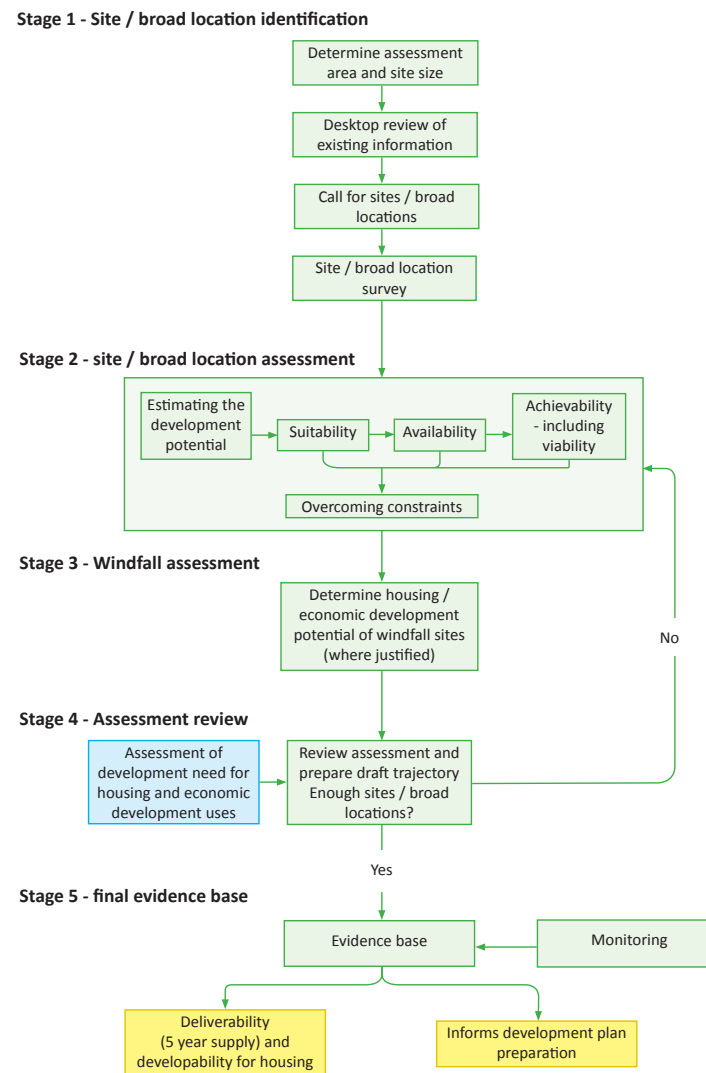 Stage 1 - Site / broad location identification
Determine assessment
area and site size
Desktop review of
existing information
Call for sites / broad
locations
Site / broad location
survey
Stage 2 - site / broad location assessment
Estimating the
development
potential
Suitability
Availability
Achievability
- including
viability
Overcoming constraints
Stage 3 - Windfall assessment
Determine housing /
economic development
potential of windfall sites
(where justified)
No
Stage 4 - Assessment review
Assessment of
development need for
housing and economic
development uses
Review assessment and
prepare draft trajectory
Enough sites / broad
locations?
Yes
Stage 5 - final evidence base
Evidence base
Monitoring
Deliverability
(5 year supply) and
developability for housing
Informs development plan
preparation